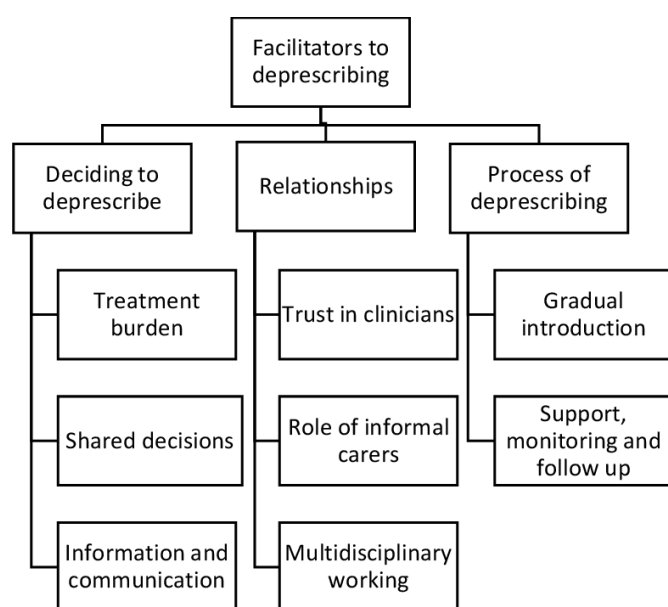 Facilitators to
deprescribing
Deciding to
deprescribe
Treatment
burden
Shared decisions
Information and
communication
Relationships
Trust in clinicians
Role of informal
carers
Multidisciplinary
working
Process of
deprescribing
Gradual
introduction
Support,
monitoring and
follow up